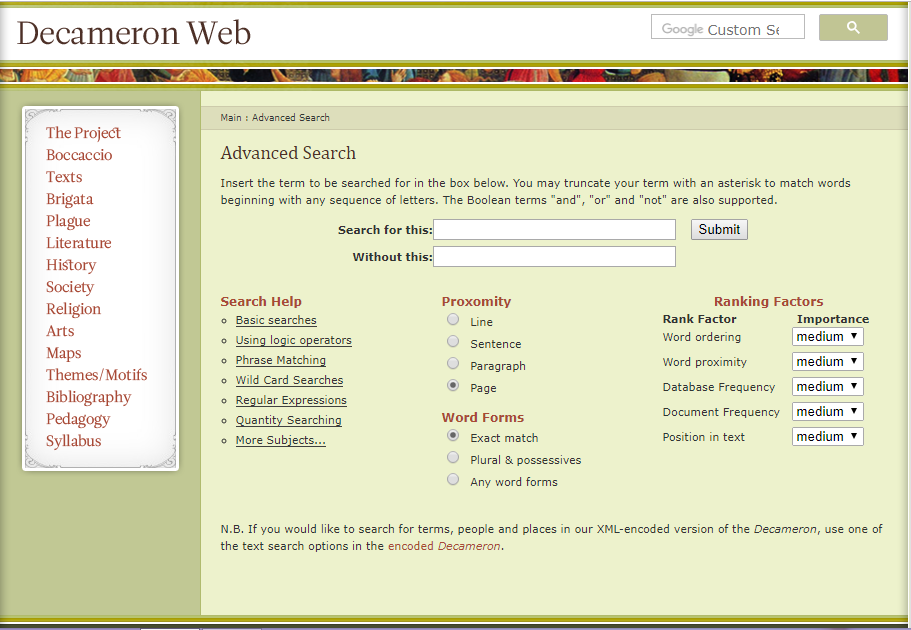 Decameron Web
Google Custom Se
The Project
Boccaccio
Texts
Brigata
Plague
Literature
History
Society
Religion
Arts
Maps
Themes/Motifs
Bibliography
Pedagogy
Syllabus
Main : Advanced Search
Advanced Search
Insert the term to be searched for in the box below. You may truncate your term with an asterisk to match words
beginning with any sequence of letters. The Boolean terms "and", "or" and "not" are also supported.
Search for this:
Submit
Without this:
Search Help
Basic searches
Using logic operators
Phrase Matching
Wild Card Searches
Regular Expressions
Quantity Searching
More Subjects...
Proxomity
Line
Sentence
Paragraph
Page
Word Forms
Exact match
Plural & possessives
Any word forms
Ranking Factors
Rank Factor Importance
Word ordering medium
Word proximity medium
Database Frequency medium
Document Frequency medium
Position in text medium
N.B. If you would like to search for terms, people and places in our XML-encoded version of the Decameron, use one of
the text search options in the encoded Decameron.